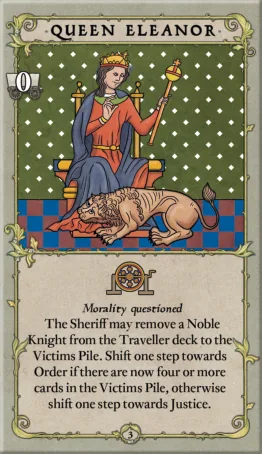 QUEEN ELEANOR
0
Morality questioned
The Sheriff may remove a Noble
Knight from the Traveller deck to the
Victims Pile. Shift one step towards
Order if there are now four or more
cards in the Victims Pile, otherwise
shift one step towards Justice.
3